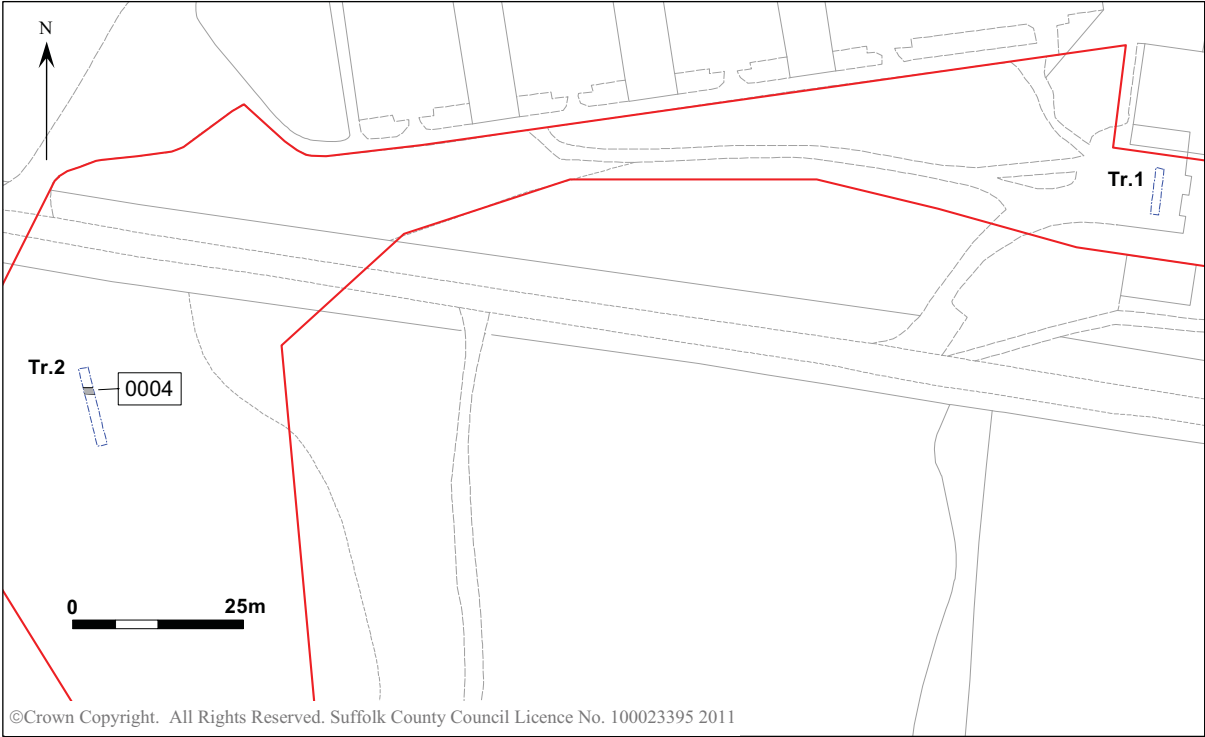 N
Tr.1
Tr.2
0004
0 25m
©Crown Copyright. All Rights Reserved. Suffolk County Council Licence No. 100023395 2011